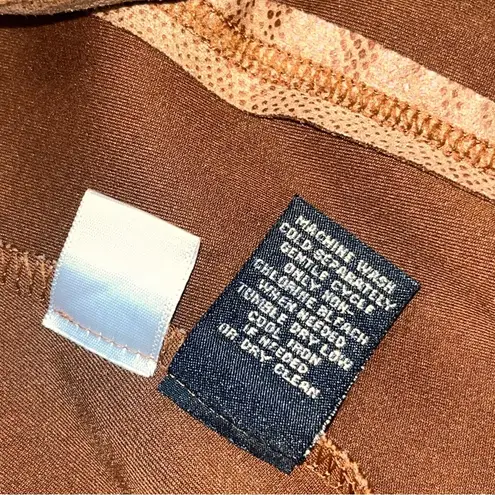 MACHINE WASH
COLD SEPARATELY
GENTLE CYCLE
ONLY NON
CHLORINE BLEACH
WHEN NEEDED
TUMBLE DRY LOW
COOL IRON
IF NEEDED
OR DRY CLEAN